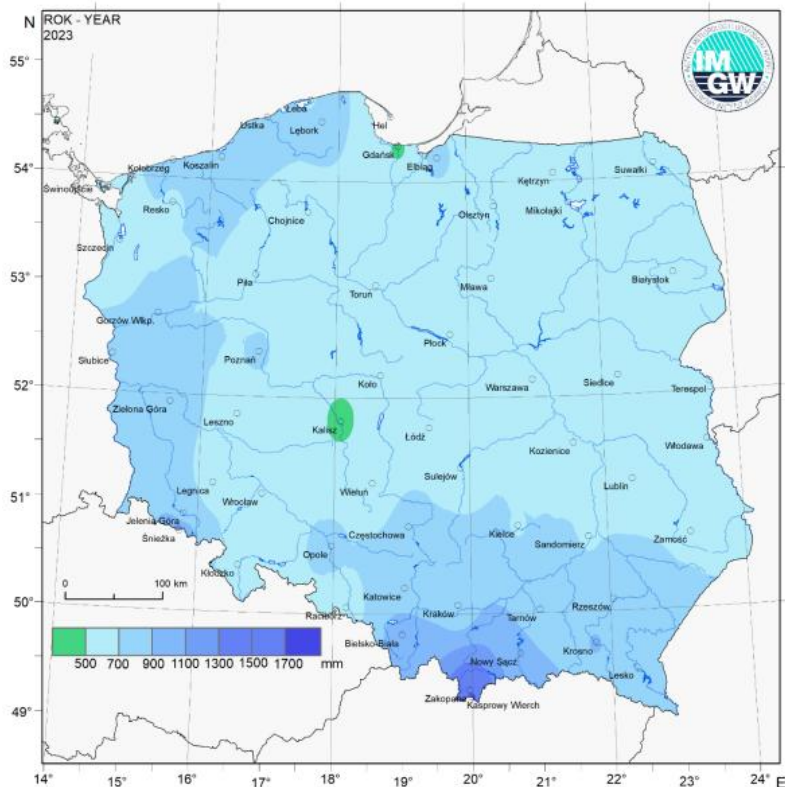 N
ROK - YEAR
2023
IMGW
55°
54°
53°
52°
51°
50°
49°
Łeba
Ustka
Lębork
Hel
Kołobrzeg
Koszalin
Gdańsk
Elbląg
Kętrzyn
Suwałki
Świnoujście
Resko
Chojnice
Olsztyn
Mikołajki
Szczecin
Piła
Toruń
Mława
Białystok
Gorzów Wlkp.
Słubice
Poznań
Płock
Koło
Warszawa
Siedlce
Terespol
Zielona Góra
Leszno
Kalisz
Łódź
Kozienice
Włodawa
Sulejów
Legnica
Wrocław
Wieluń
Lublin
Jelenia Góra
Śnieżka
Częstochowa
Kielce
Sandomierz
Zamość
Opole
Kłodzko
0 100 km
Katowice
Racibórz
Kraków
Tarnów
Rzeszów
Bielsko-Biała
Nowy Sącz
Krosno
Lesko
Zakopane
Kasprowy Wierch
500 700 900 1100 1300 1500 1700 mm
14° 15° 16° 17° 18° 19° 20° 21° 22° 23° 24° E